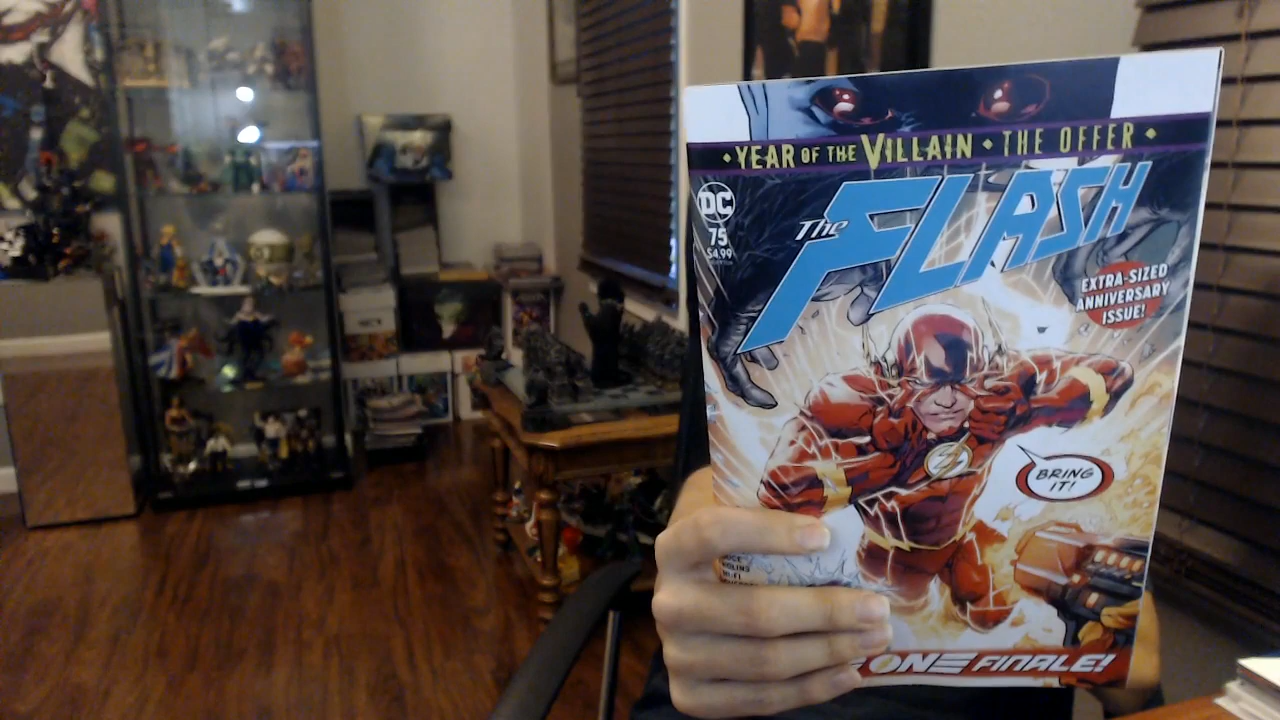 YEAR OF THE VILLAIN • THE OFFER
DC
75
$4.99
The FLASH
EXTRA-SIZED
ANNIVERSARY
ISSUE!
BRING
IT!
ONE FINALE!